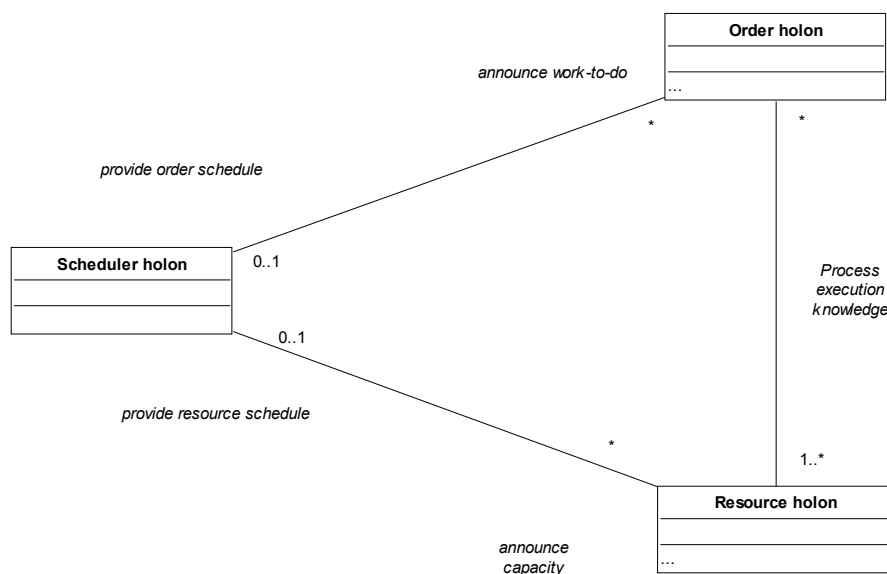 Order holon
announce work-to-do
...
*
*
provide order schedule
Scheduler holon
0..1
Process
execution
knowledge
0..1
provide resource schedule
*
1..*
Resource holon
announce
capacity
...